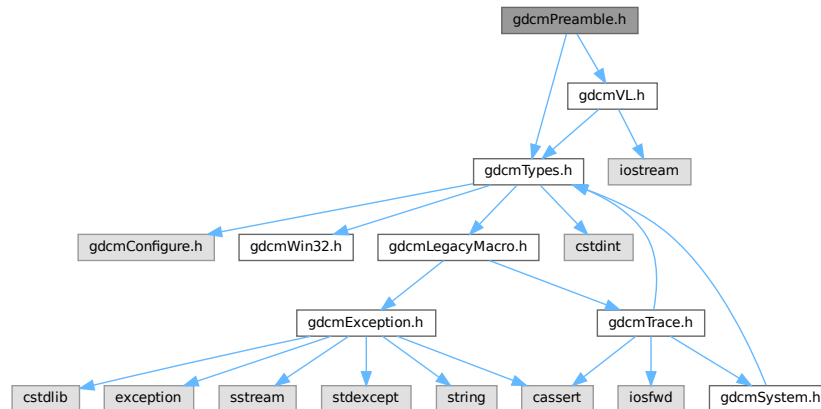 gdcmPreamble.h
gdcmVL.h
gdcmTypes.h
iostream
gdcmConfigure.h
gdcmWin32.h
gdcmLegacyMacro.h
cstdint
gdcmException.h
gdcmTrace.h
cstdlib
exception
sstream
stdexcept
string
cassert
iosfwd
gdcmSystem.h